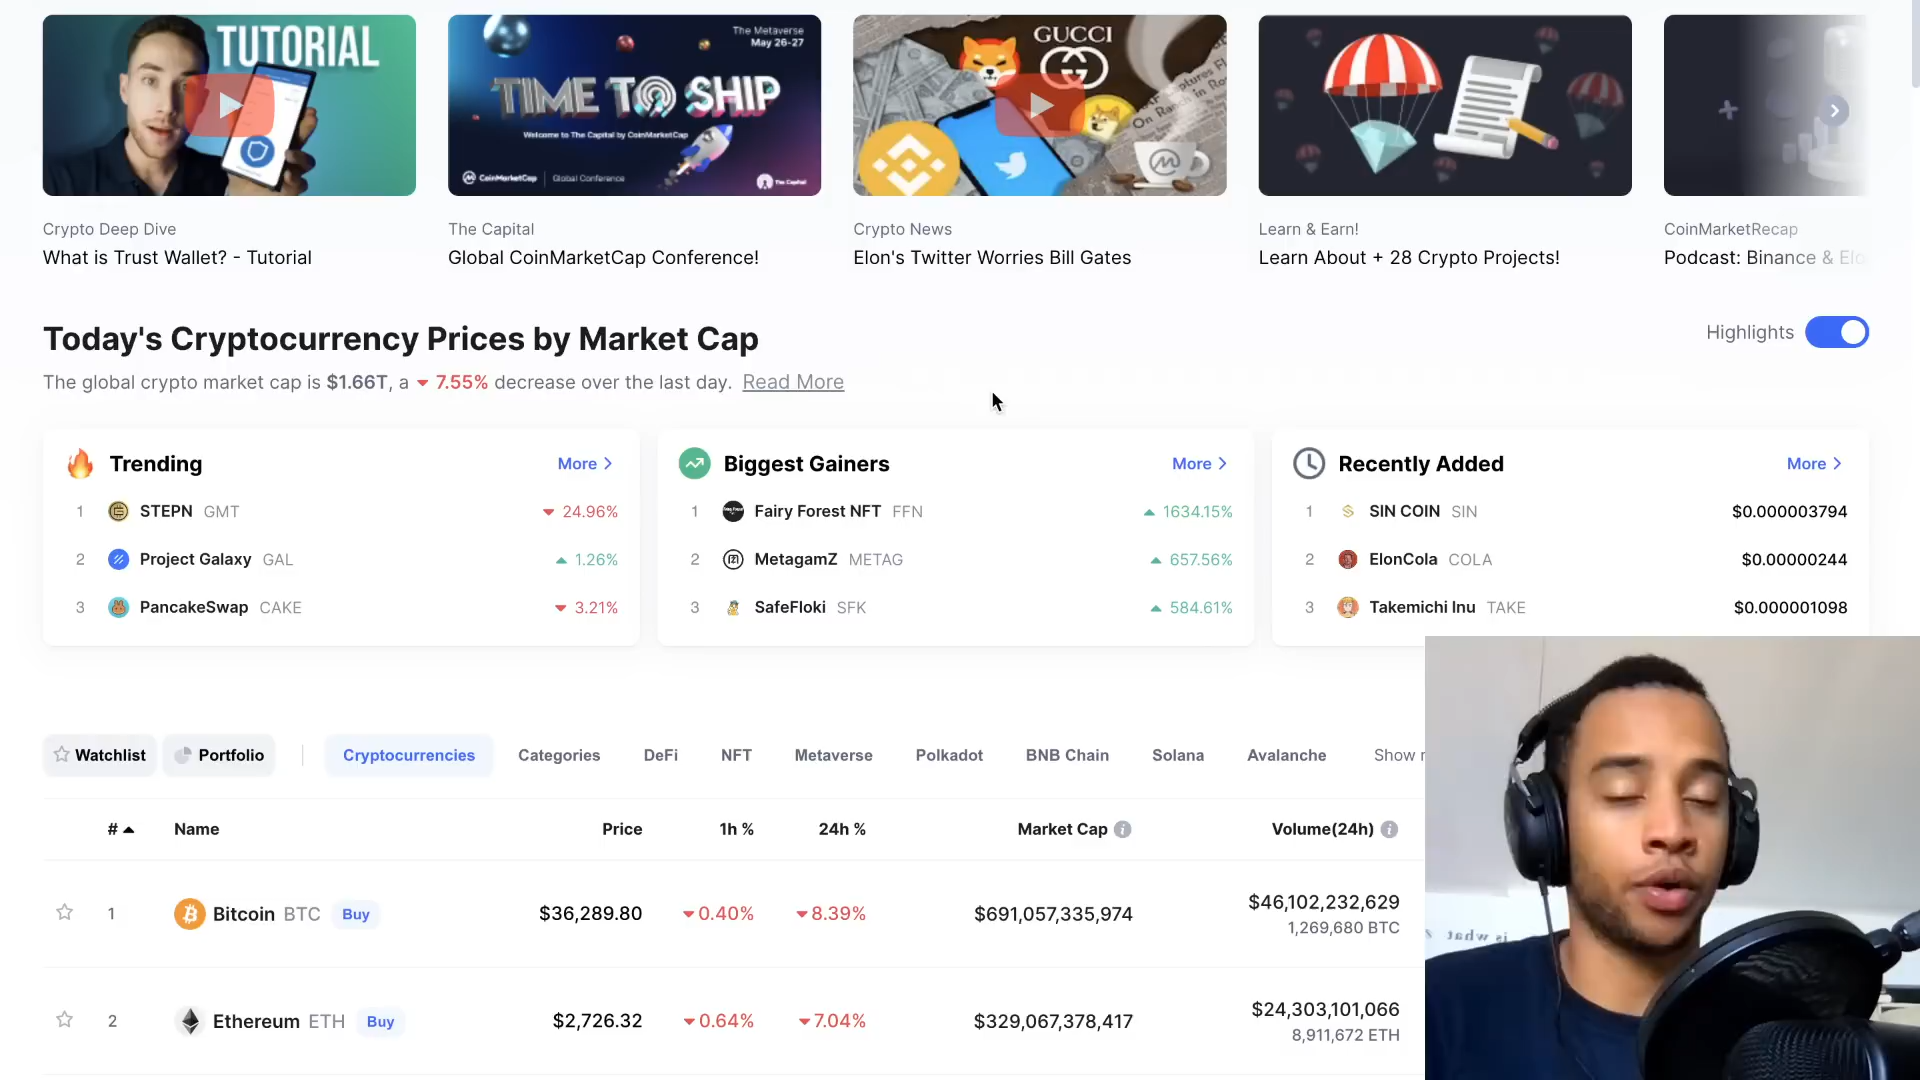 TUTORIAL
The Metaverse
May 26-27
TIME TO SHIP
Welcome to The Capital by CoinMarketCap
CoinMarketCap | Global Conference
The Capital
GUCCI
On Ranch in Ro
Crypto Deep Dive
What is Trust Wallet? - Tutorial
The Capital
Global CoinMarketCap Conference!
Crypto News
Elon's Twitter Worries Bill Gates
Learn & Earn!
Learn About + 28 Crypto Projects!
CoinMarketRecap
Podcast: Binance & Elo
Today's Cryptocurrency Prices by Market Cap
Highlights
The global crypto market cap is $1.66T, a 7.55% decrease over the last day. Read More
Trending
More
1 STEPN GMT 24.96%
2 Project Galaxy GAL 1.26%
3 PancakeSwap CAKE 3.21%
Biggest Gainers
More
1 Fairy Forest NFT FFN 1634.15%
2 MetagamZ METAG 657.56%
3 SafeFloki SFK 584.61%
Recently Added
More
1 SIN COIN SIN $0.000003794
2 ElonCola COLA $0.00000244
3 Takemichi Inu TAKE $0.000001098
Watchlist Portfolio Cryptocurrencies Categories DeFi NFT Metaverse Polkadot BNB Chain Solana Avalanche Show
# Name Price 1h % 24h % Market Cap Volume(24h)
1 Bitcoin BTC Buy $36,289.80 0.40% 8.39% $691,057,335,974 $46,102,232,629
1,269,680 BTC
2 Ethereum ETH Buy $2,726.32 0.64% 7.04% $329,067,378,417 $24,303,101,066
8,911,672 ETH
is what